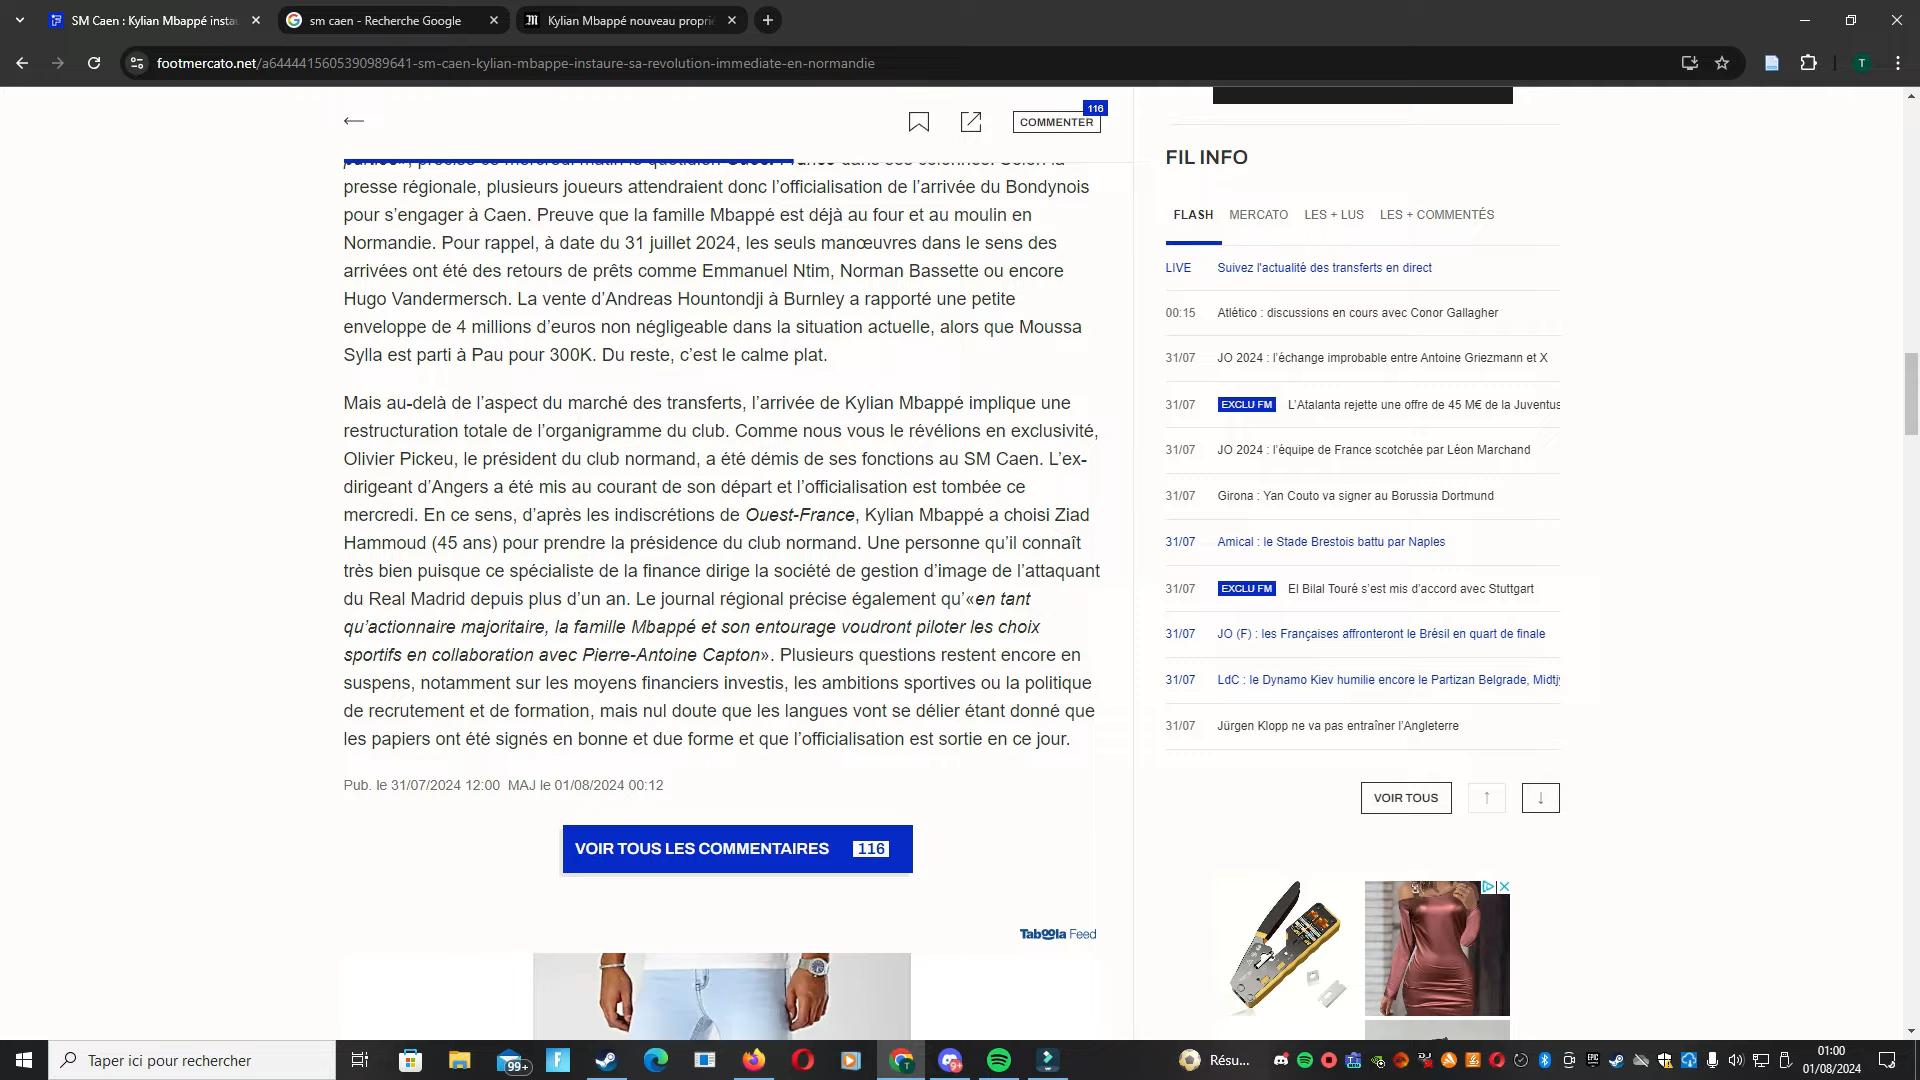 SM Caen : Kylian Mbappé insta
sm caen - Recherche Google
Kylian Mbappé nouveau propri
footmercato.net/a6444415605390989641-sm-caen-kylian-mbappe-instaure-sa-revolution-immediate-en-normandie
T
116
COMMENTER
presse régionale, plusieurs joueurs attendraient donc l’officialisation de l’arrivée du Bondynois
pour s’engager à Caen. Preuve que la famille Mbappé est déjà au four et au moulin en
Normandie. Pour rappel, à date du 31 juillet 2024, les seuls manœuvres dans le sens des
arrivées ont été des retours de prêts comme Emmanuel Ntim, Norman Bassette ou encore
Hugo Vandermersch. La vente d’Andreas Hountondji à Burnley a rapporté une petite
enveloppe de 4 millions d’euros non négligeable dans la situation actuelle, alors que Moussa
Sylla est parti à Pau pour 300K. Du reste, c’est le calme plat.
Mais au-delà de l’aspect du marché des transferts, l’arrivée de Kylian Mbappé implique une
restructuration totale de l’organigramme du club. Comme nous vous le révélions en exclusivité,
Olivier Pickeu, le président du club normand, a été démis de ses fonctions au SM Caen. L’ex-
dirigeant d’Angers a été mis au courant de son départ et l’officialisation est tombée ce
mercredi. En ce sens, d’après les indiscrétions de Ouest-France, Kylian Mbappé a choisi Ziad
Hammoud (45 ans) pour prendre la présidence du club normand. Une personne qu’il connaît
très bien puisque ce spécialiste de la finance dirige la société de gestion d’image de l’attaquant
du Real Madrid depuis plus d’un an. Le journal régional précise également qu’«en tant
qu’actionnaire majoritaire, la famille Mbappé et son entourage voudront piloter les choix
sportifs en collaboration avec Pierre-Antoine Capton». Plusieurs questions restent encore en
suspens, notamment sur les moyens financiers investis, les ambitions sportives ou la politique
de recrutement et de formation, mais nul doute que les langues vont se délier étant donné que
les papiers ont été signés en bonne et due forme et que l’officialisation est sortie en ce jour.
Pub. le 31/07/2024 12:00 MAJ le 01/08/2024 00:12
VOIR TOUS LES COMMENTAIRES 116
Taboola Feed
FIL INFO
FLASH MERCATO LES + LUS LES + COMMENTÉS
LIVE Suivez l'actualité des transferts en direct
00:15 Atlético : discussions en cours avec Conor Gallagher
31/07 JO 2024 : l’échange improbable entre Antoine Griezmann et X
31/07 EXCLU FM L’Atalanta rejette une offre de 45 M€ de la Juventus
31/07 JO 2024 : l’équipe de France scotchée par Léon Marchand
31/07 Girona : Yan Couto va signer au Borussia Dortmund
31/07 Amical : le Stade Brestois battu par Naples
31/07 EXCLU FM El Bilal Touré s’est mis d’accord avec Stuttgart
31/07 JO (F) : les Françaises affronteront le Brésil en quart de finale
31/07 LdC : le Dynamo Kiev humilie encore le Partizan Belgrade, Midtj
31/07 Jürgen Klopp ne va pas entraîner l’Angleterre
VOIR TOUS ↑ ↓
Taper ici pour rechercher
99+
Résu...
01:00
01/08/2024